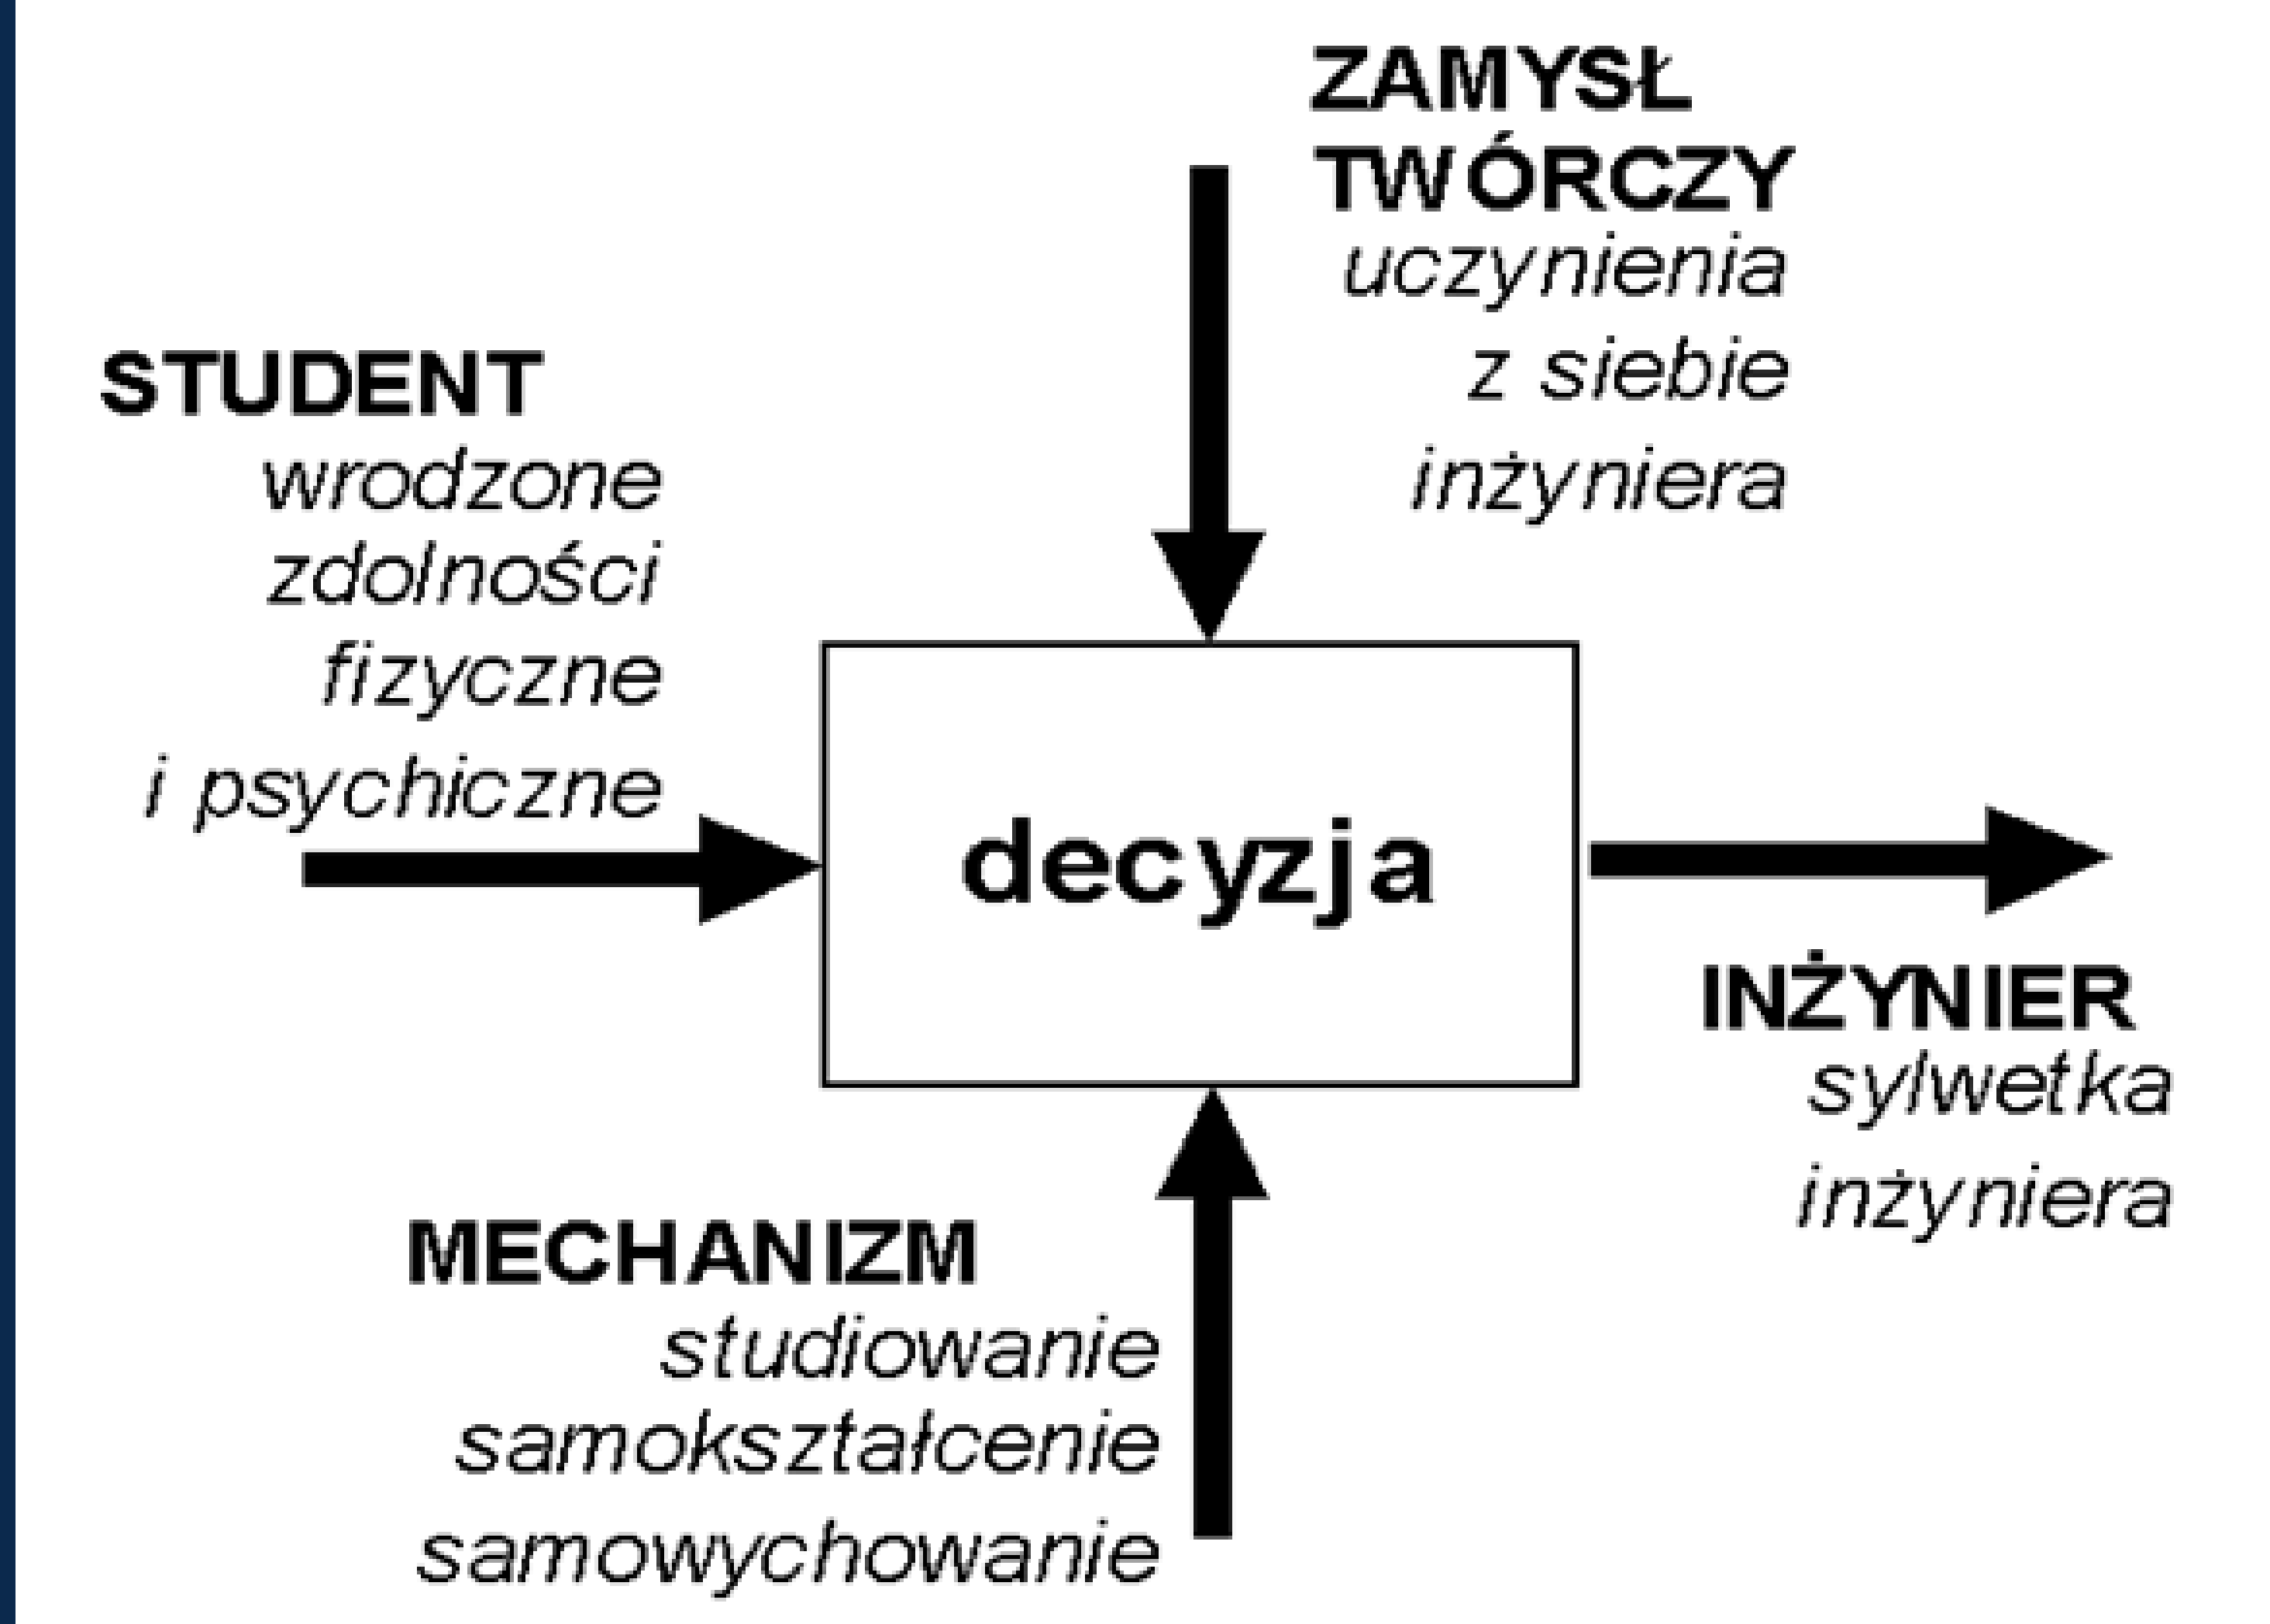 ZAMYSŁ
TWÓRCZY
uczynienia
z siebie
inżyniera
STUDENT
wrodzone
zdolności
fizyczne
i psychiczne
decyzja
INŻYNIER
sylwetka
inżyniera
MECHANIZM
studiowanie
samokształcenie
samowychowanie